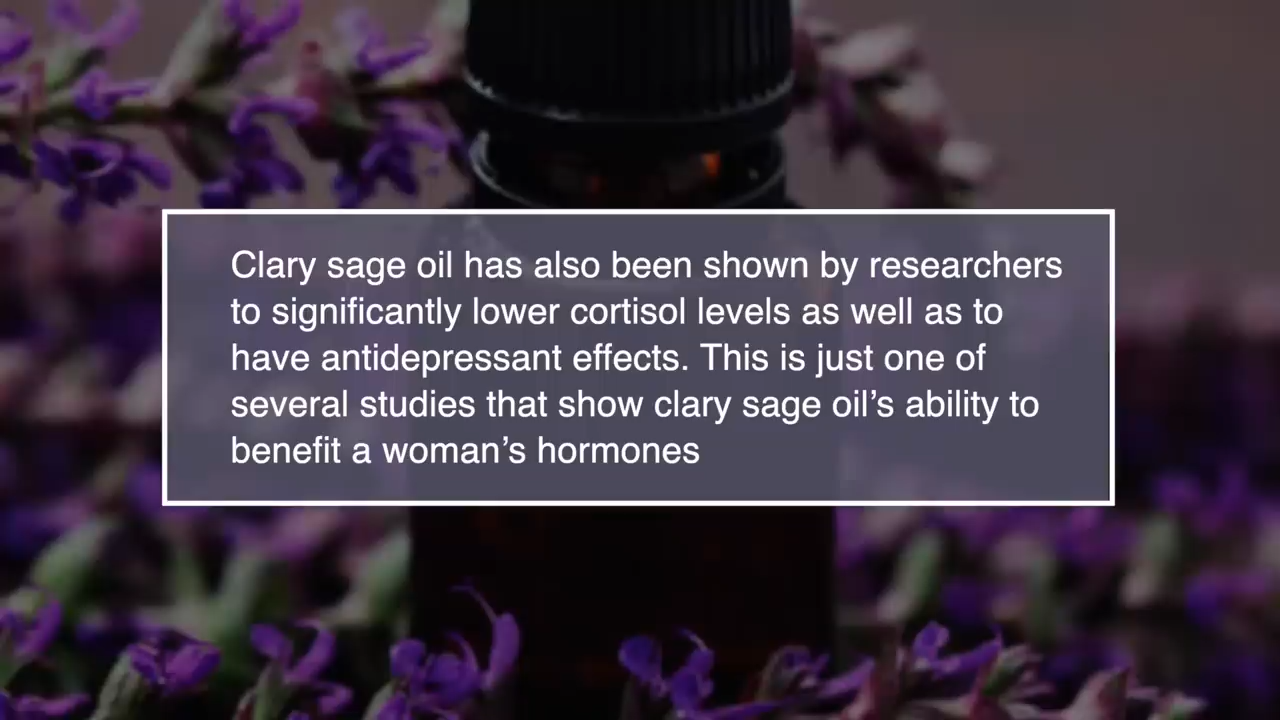 Clary sage oil has also been shown by researchers
to significantly lower cortisol levels as well as to
have antidepressant effects. This is just one of
several studies that show clary sage oil’s ability to
benefit a woman’s hormones